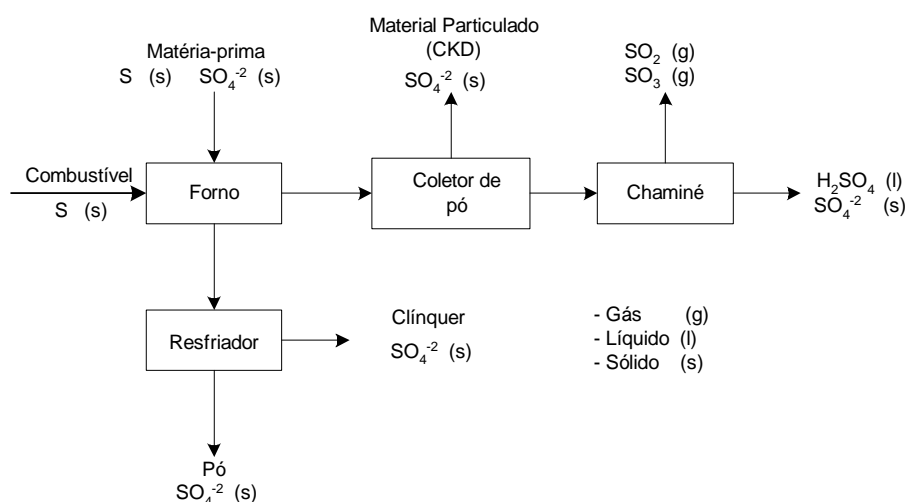 Matéria-prima
S (s) SO₄⁻² (s)
Material Particulado
(CKD)
SO₄⁻² (s)
SO₂ (g)
SO₃ (g)
Combustível
S (s)
Forno
Coletor de
pó
Chaminé
H₂SO₄ (l)
SO₄⁻² (s)
Resfriador
Clínquer
SO₄⁻² (s)
- Gás (g)
- Líquido (l)
- Sólido (s)
Pó
SO₄⁻² (s)